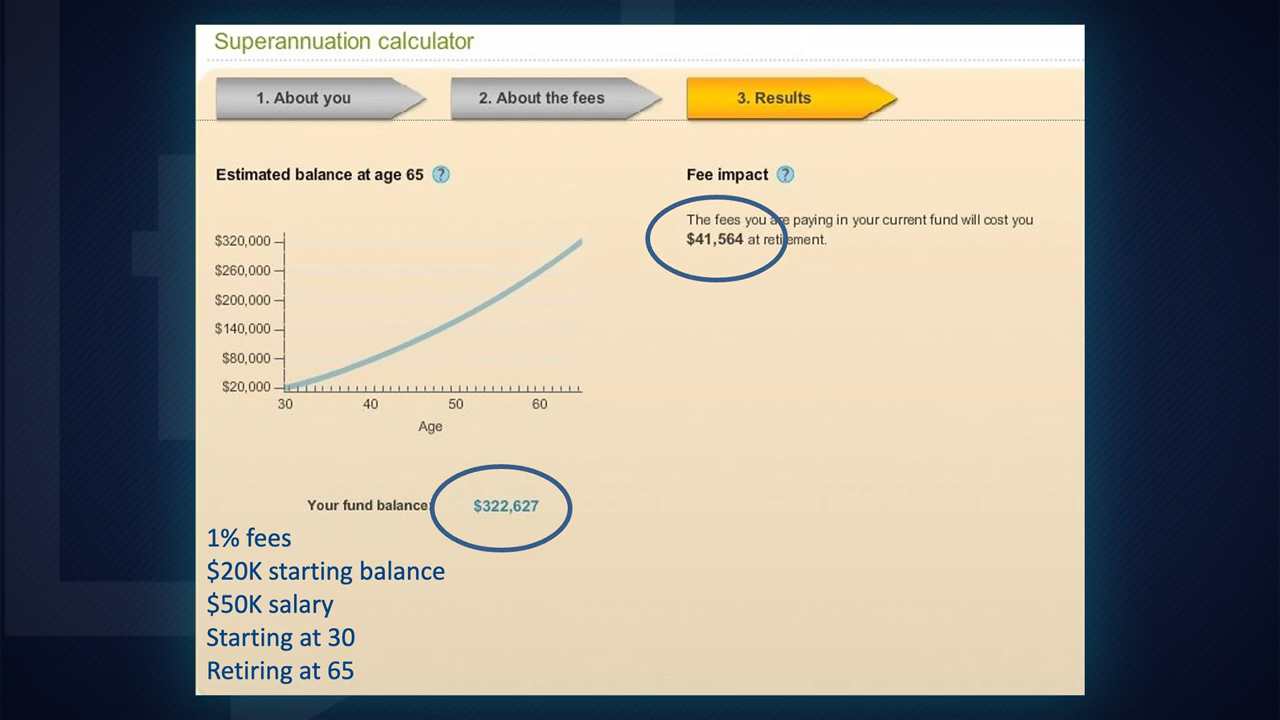 Superannuation calculator
1. About you
2. About the fees
3. Results
Estimated balance at age 65 ?
Fee impact ?
The fees you are paying in your current fund will cost you
$41,564 at retirement.
$320,000
$260,000
$200,000
$140,000
$80,000
$20,000
30 40 50 60
Age
Your fund balance: $322,627
1% fees
$20K starting balance
$50K salary
Starting at 30
Retiring at 65